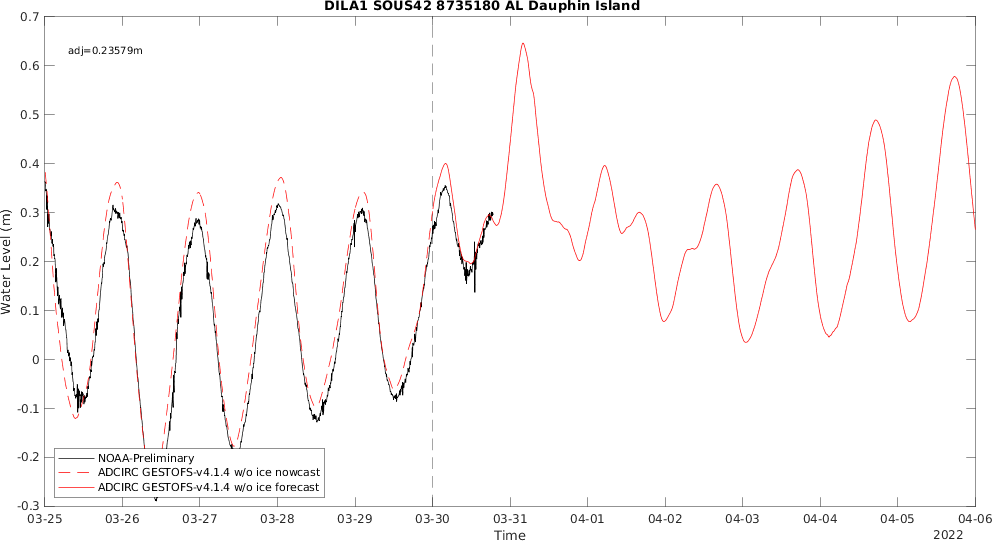 DILA1 SOUS42 8735180 AL Dauphin Island
adj=0.23579m
Water Level (m)
0.7
0.6
0.5
0.4
0.3
0.2
0.1
0
-0.1
-0.2
-0.3
NOAA-Preliminary
ADCIRC GESTOFS-v4.1.4 w/o ice nowcast
ADCIRC GESTOFS-v4.1.4 w/o ice forecast
03-25 03-26 03-27 03-28 03-29 03-30 03-31 04-01 04-02 04-03 04-04 04-05 04-06
Time
2022